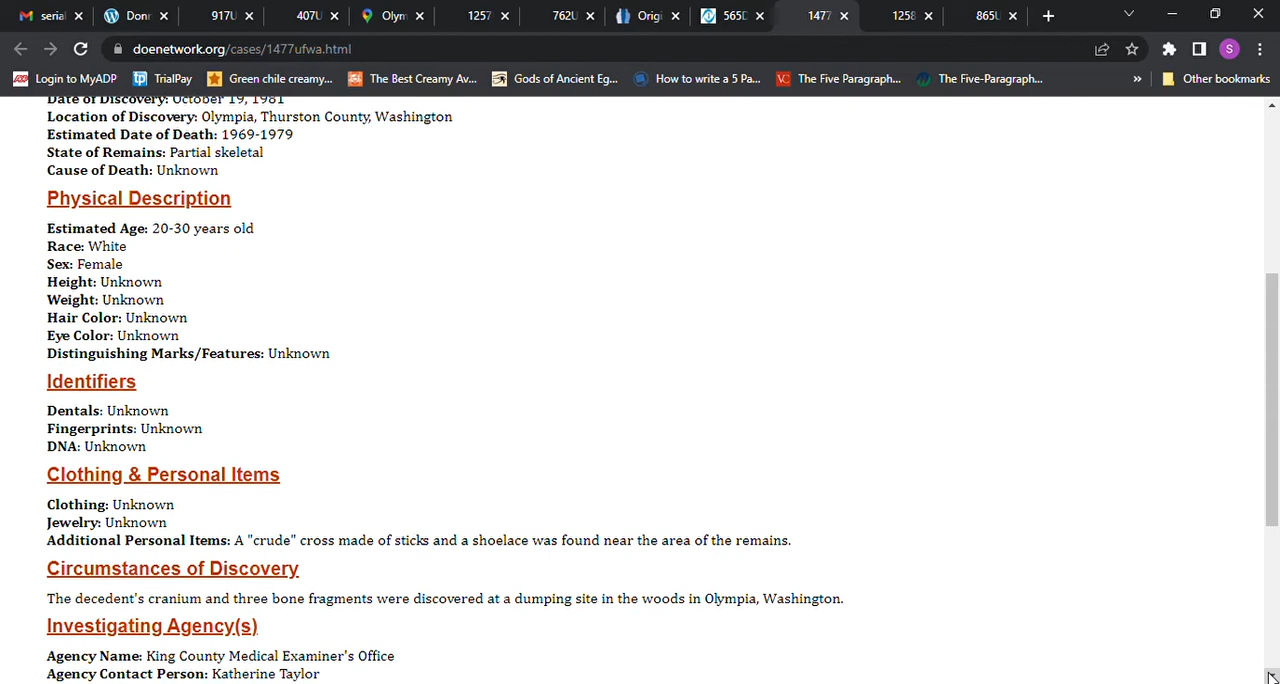 serial
Donr
917U
407U
Olym
1257
762U
Origi
565D
1477
1258
865U
doenetwork.org/cases/1477ufwa.html
S
Login to MyADP
tp TrialPay
Green chile creamy...
The Best Creamy Av...
Gods of Ancient Eg...
How to write a 5 Pa...
VC The Five Paragraph...
The Five-Paragraph...
»
Other bookmarks
Date of Discovery: October 19, 1981
Location of Discovery: Olympia, Thurston County, Washington
Estimated Date of Death: 1969-1979
State of Remains: Partial skeletal
Cause of Death: Unknown
Physical Description
Estimated Age: 20-30 years old
Race: White
Sex: Female
Height: Unknown
Weight: Unknown
Hair Color: Unknown
Eye Color: Unknown
Distinguishing Marks/Features: Unknown
Identifiers
Dentals: Unknown
Fingerprints: Unknown
DNA: Unknown
Clothing & Personal Items
Clothing: Unknown
Jewelry: Unknown
Additional Personal Items: A "crude" cross made of sticks and a shoelace was found near the area of the remains.
Circumstances of Discovery
The decedent's cranium and three bone fragments were discovered at a dumping site in the woods in Olympia, Washington.
Investigating Agency(s)
Agency Name: King County Medical Examiner's Office
Agency Contact Person: Katherine Taylor